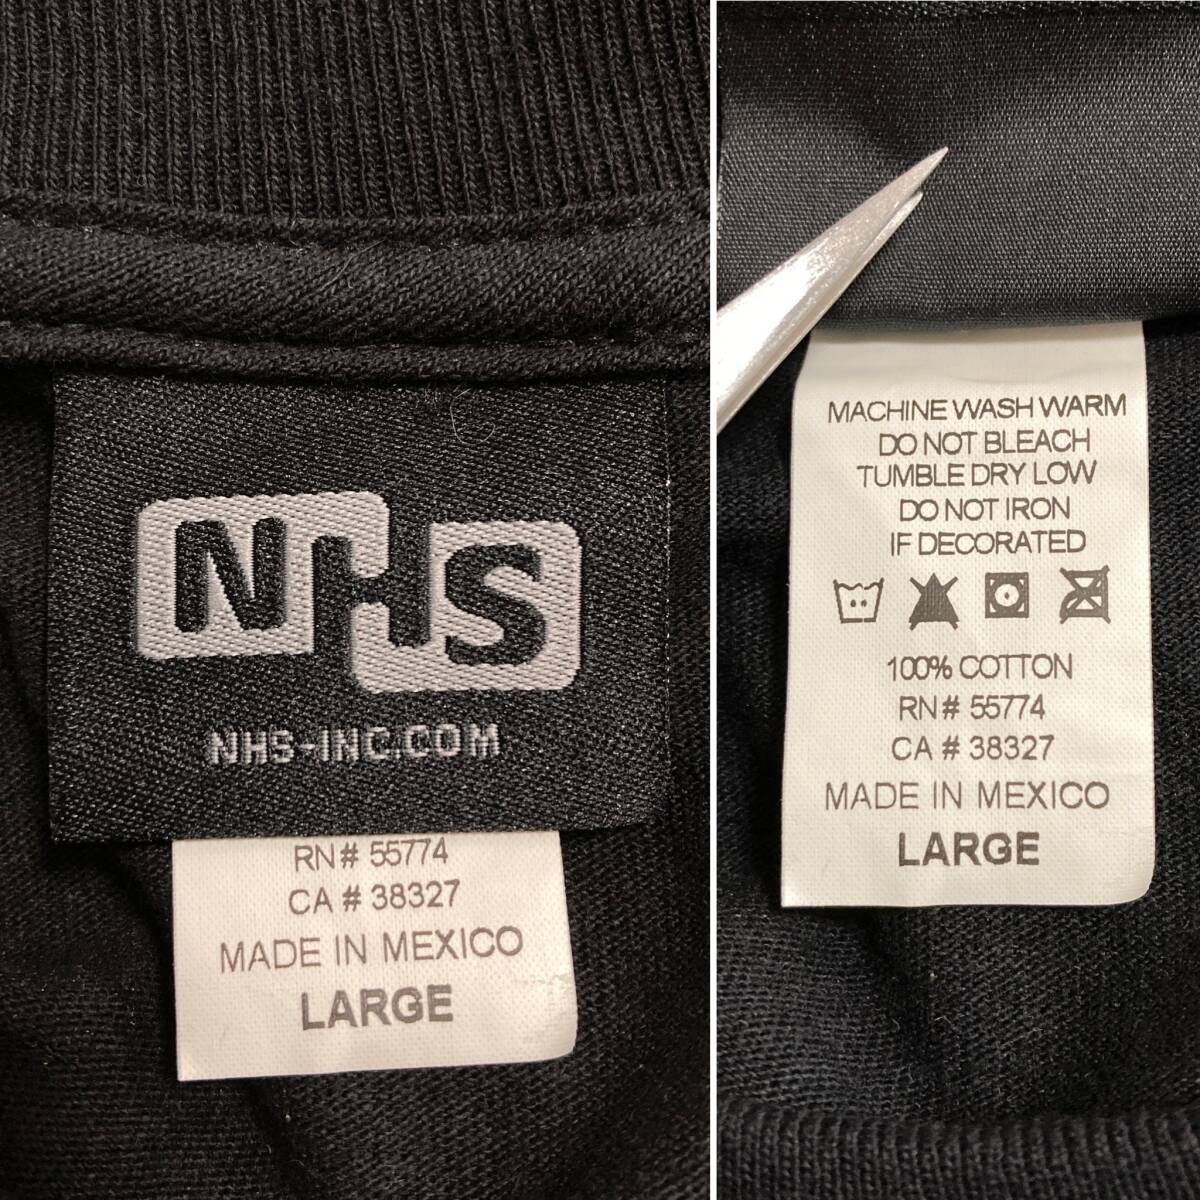 NHS
NHS-INC.COM
RN# 55774
CA # 38327
MADE IN MEXICO
LARGE
MACHINE WASH WARM
DO NOT BLEACH
TUMBLE DRY LOW
DO NOT IRON
IF DECORATED
100% COTTON
RN# 55774
CA # 38327
MADE IN MEXICO
LARGE